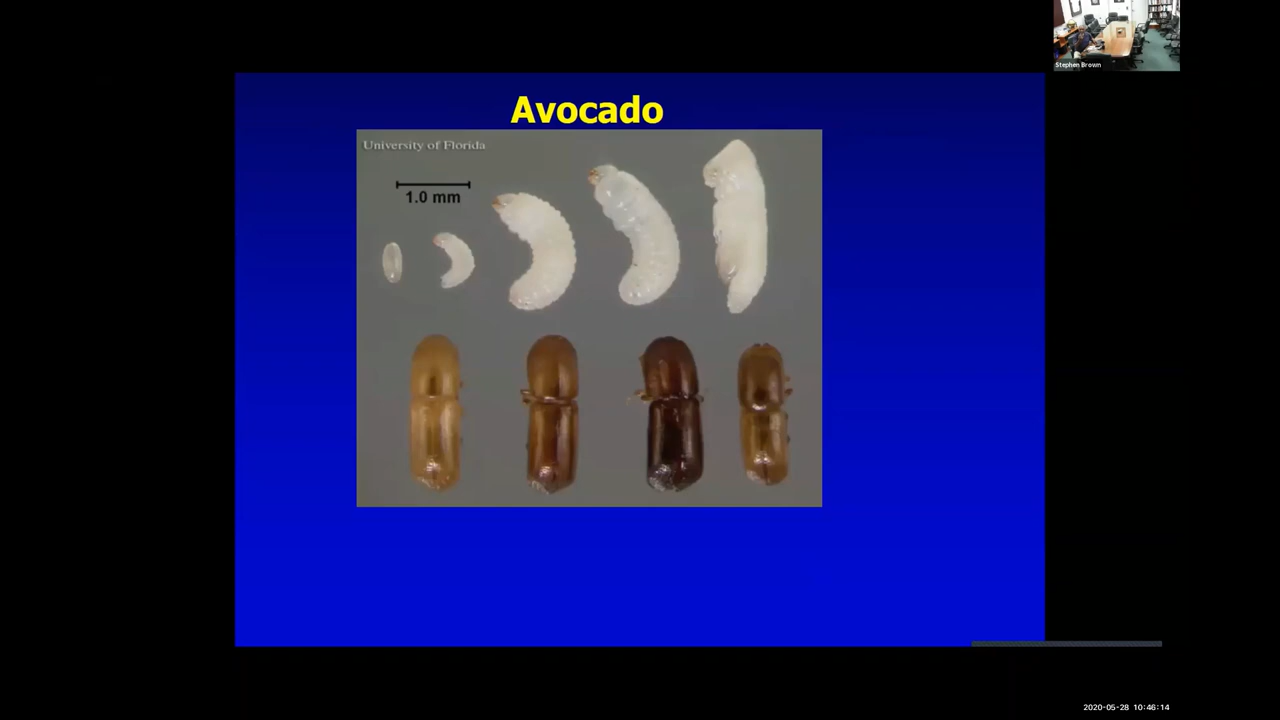 Stephen Brown
Avocado
University of Florida
1.0 mm
2020-05-28 10:46:14